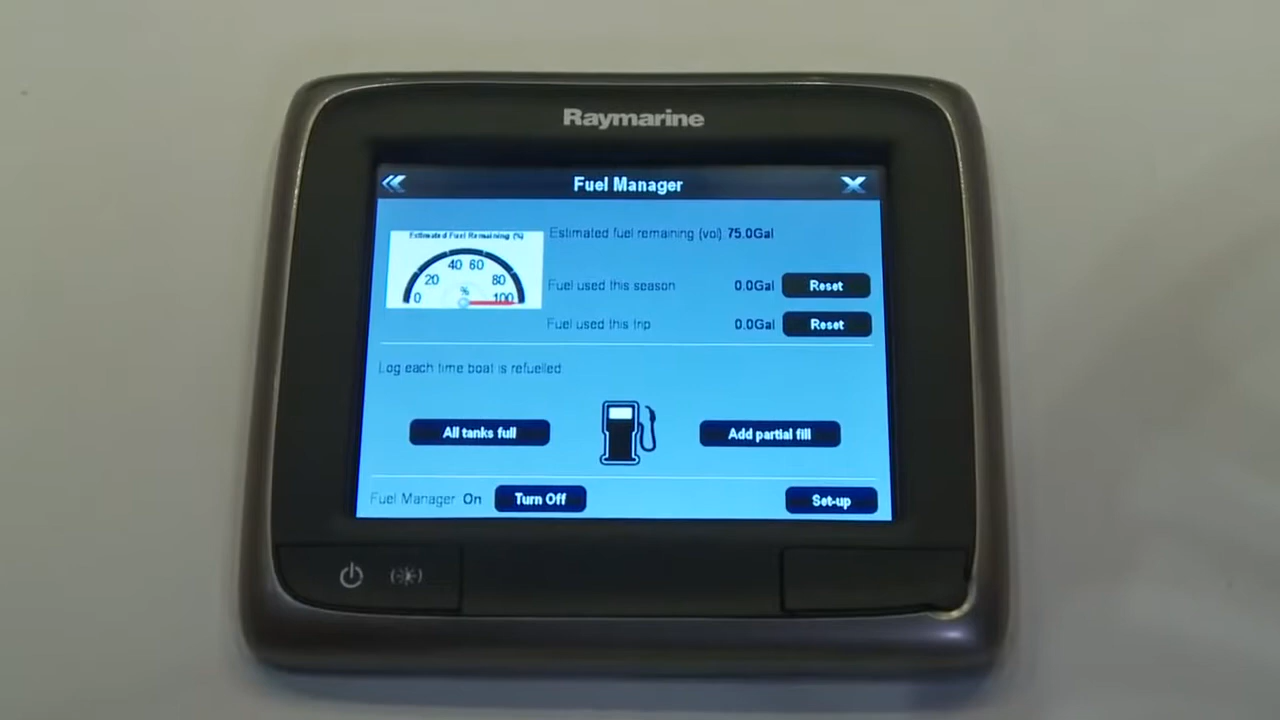 Raymarine
Fuel Manager
Estimated Fuel Remaining (%)
0 20 40 60 80 100
%
Estimated fuel remaining (vol) 75.0Gal
Fuel used this season 0.0Gal Reset
Fuel used this trip 0.0Gal Reset
Log each time boat is refuelled
All tanks full Add partial fill
Fuel Manager On Turn Off Set-up